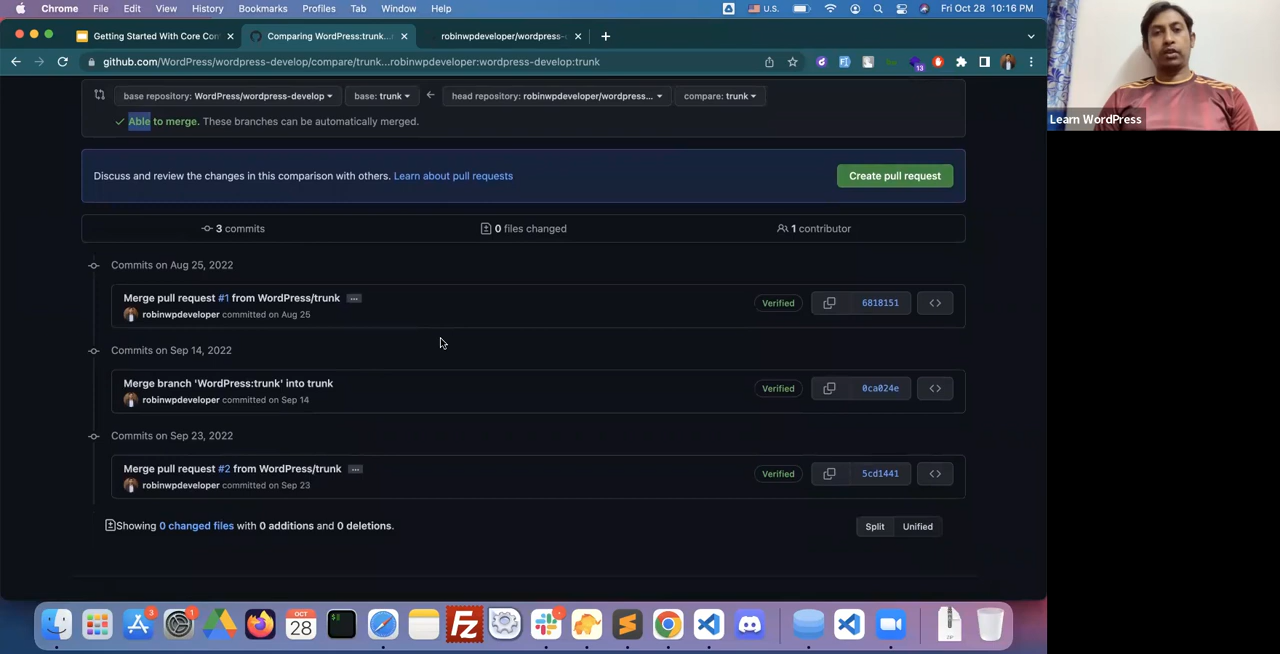 Chrome File Edit View History Bookmarks Profiles Tab Window Help U.S. Fri Oct 28 10:16 PM
Getting Started With Core Con Comparing WordPress:trunk... robinwpdeveloper/wordpress-
github.com/WordPress/wordpress-develop/compare/trunk...robinwpdeveloper:wordpress-develop:trunk
13
base repository: WordPress/wordpress-develop base: trunk head repository: robinwpdeveloper/wordpress... compare: trunk
Able to merge. These branches can be automatically merged.
Learn WordPress
Discuss and review the changes in this comparison with others. Learn about pull requests Create pull request
3 commits 0 files changed 1 contributor
Commits on Aug 25, 2022
Merge pull request #1 from WordPress/trunk ...
Verified 6818151 <>
robinwpdeveloper committed on Aug 25
Commits on Sep 14, 2022
Merge branch 'WordPress:trunk' into trunk
Verified 0ca024e <>
robinwpdeveloper committed on Sep 14
Commits on Sep 23, 2022
Merge pull request #2 from WordPress/trunk ...
Verified 5cd1441 <>
robinwpdeveloper committed on Sep 23
Showing 0 changed files with 0 additions and 0 deletions. Split Unified
3 1 OCT
28 Fz
ZIP